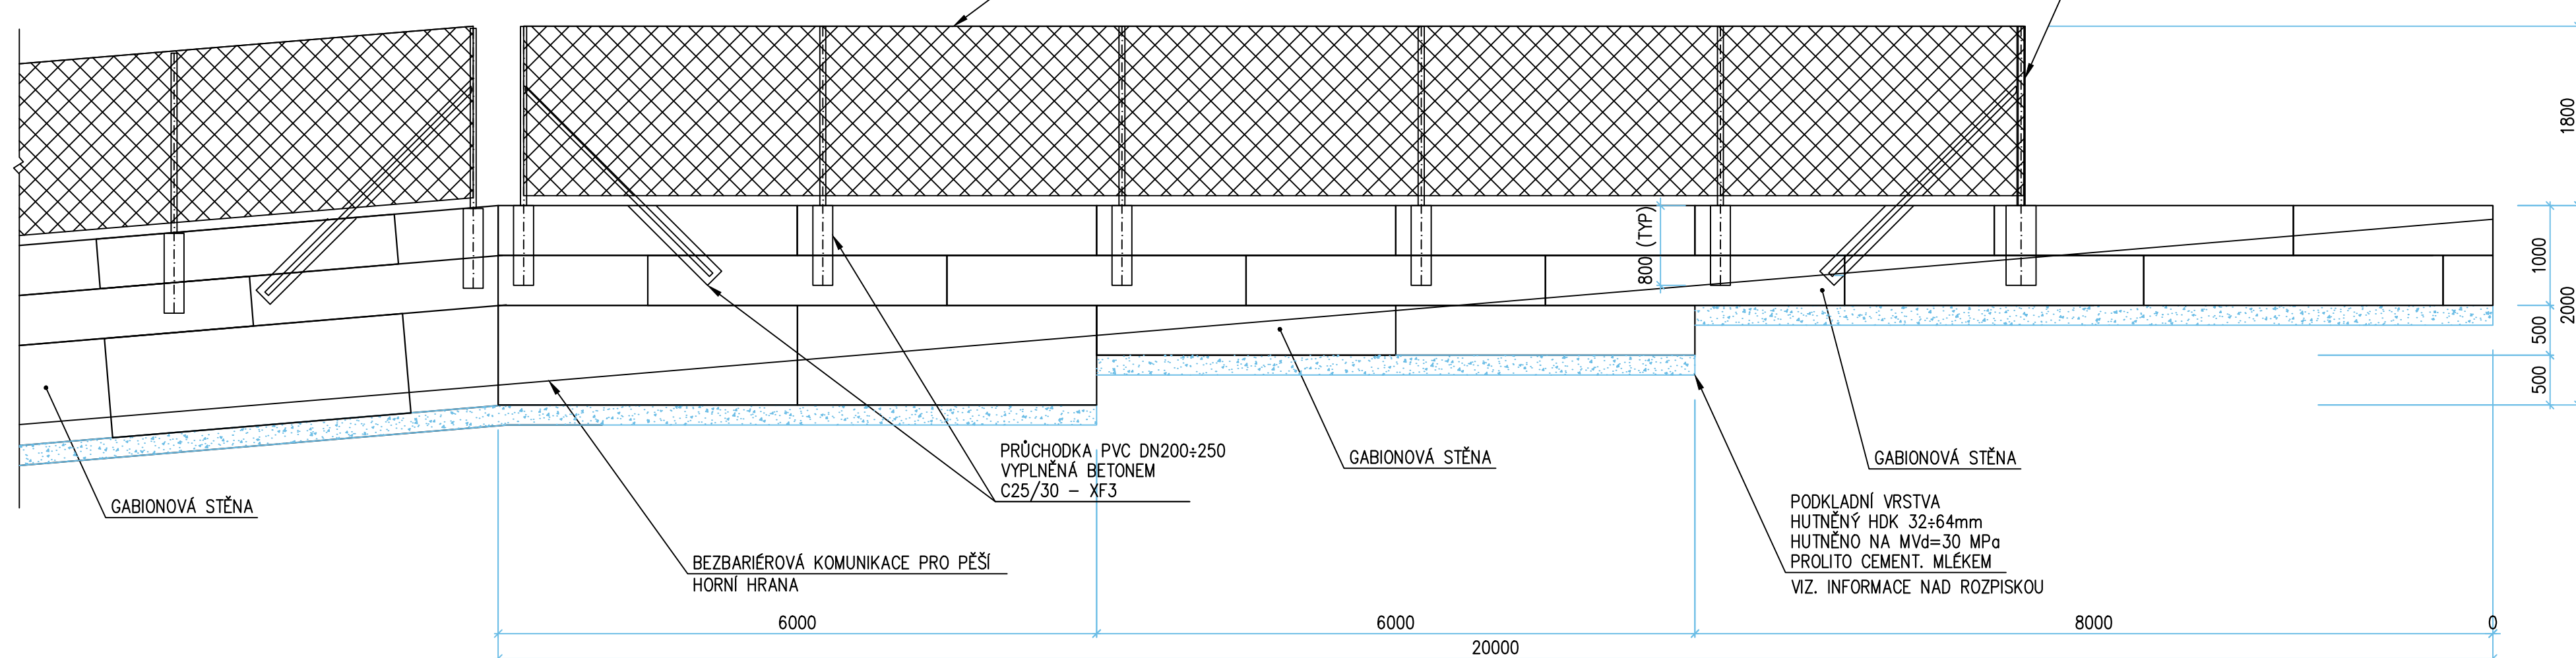 1800
800 (TYP)
1000
2000
500
500
PRŮCHODKA PVC DN200÷250
VYPLNĚNÁ BETONEM
C25/30 – XF3
GABIONOVÁ STĚNA
GABIONOVÁ STĚNA
GABIONOVÁ STĚNA
PODKLADNÍ VRSTVA
HUTNĚNÝ HDK 32÷64mm
HUTNĚNO NA MVd=30 MPa
PROLITO CEMENT. MLÉKEM
VIZ. INFORMACE NAD ROZPISKOU
BEZBARIÉROVÁ KOMUNIKACE PRO PĚŠÍ
HORNÍ HRANA
6000
6000
8000
0
20000